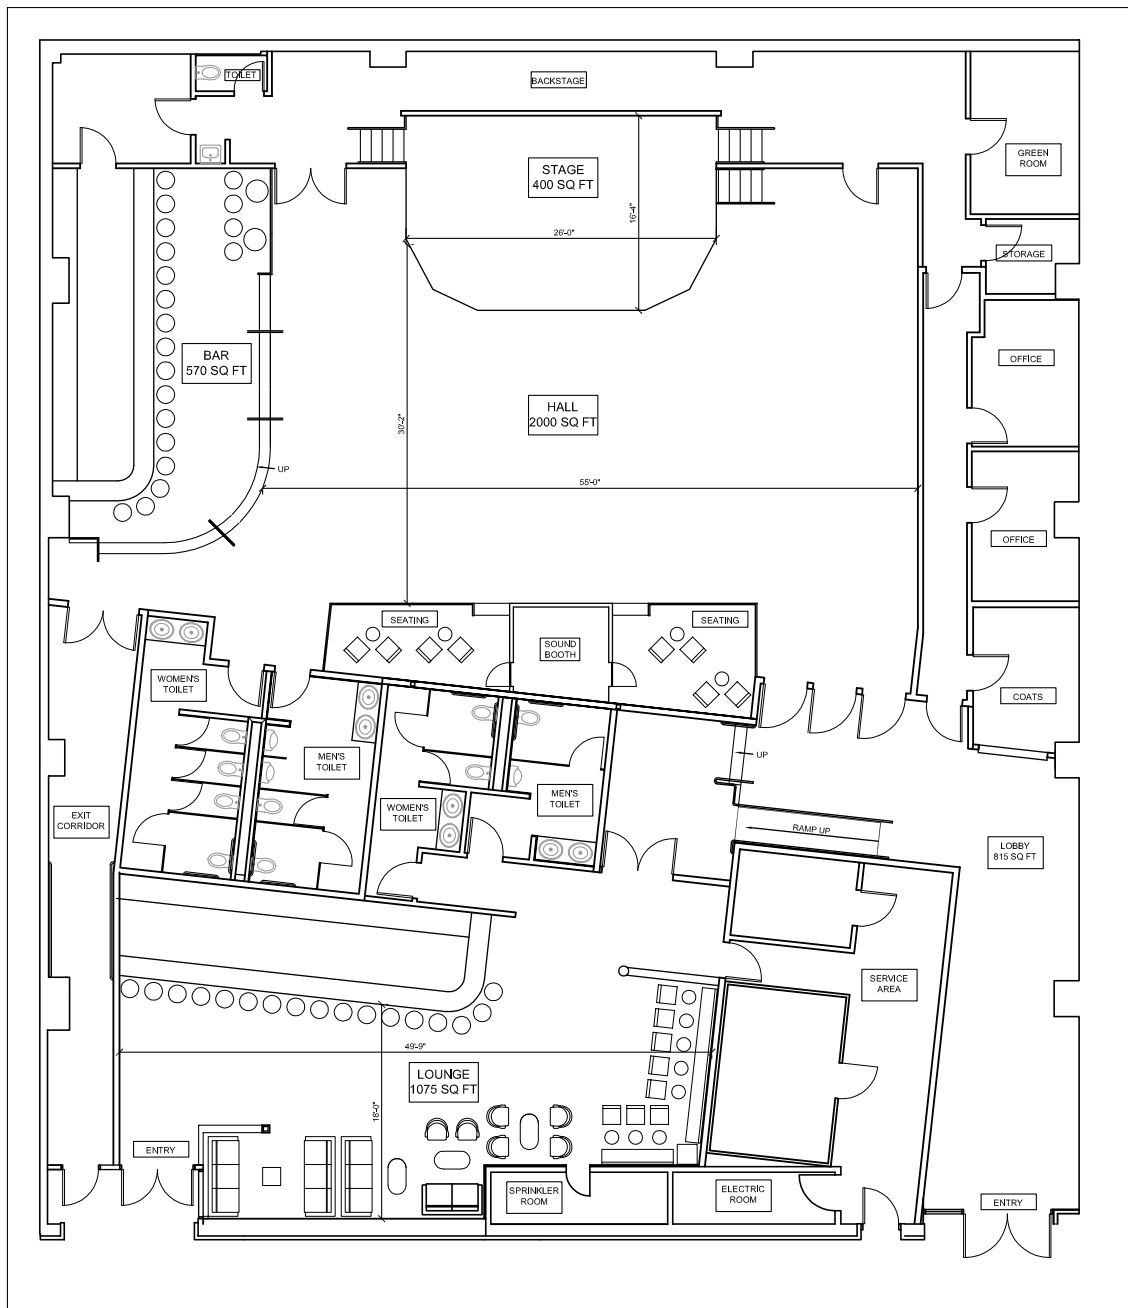 TOILET
BACKSTAGE
STAGE
400 SQ FT
GREEN
ROOM
16'-4"
26'-0"
STORAGE
BAR
570 SQ FT
OFFICE
HALL
2000 SQ FT
30'-2"
UP
55'-0"
OFFICE
SEATING
SEATING
SOUND
BOOTH
WOMEN'S
TOILET
COATS
MEN'S
TOILET
UP
WOMEN'S
TOILET
MEN'S
TOILET
EXIT
CORRIDOR
RAMP UP
LOBBY
815 SQ FT
SERVICE
AREA
49'-9"
LOUNGE
1075 SQ FT
18'-0"
ENTRY
SPRINKLER
ROOM
ELECTRIC
ROOM
ENTRY